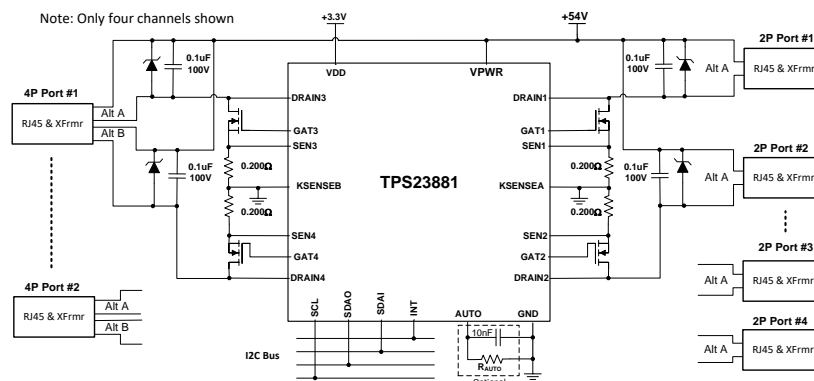 Note: Only four channels shown
+3.3V
+54V
2P Port #1
0.1uF
100V
VDD
VPWR
0.1uF
100V
Alt A
RJ45 & XFrmr
4P Port #1
Alt A
RJ45 & XFrmr
Alt B
DRAIN3
DRAIN1
GAT3
GAT1
SEN3
SEN1
2P Port #2
0.1uF
100V
0.200Ω
TPS23881
0.200Ω
0.1uF
100V
Alt A
RJ45 & XFrmr
KSENSEB
KSENSEA
0.200Ω
0.200Ω
SEN4
SEN2
GAT4
GAT2
2P Port #3
DRAIN4
DRAIN2
Alt A
RJ45 & XFrmr
4P Port #2
Alt A
RJ45 & XFrmr
Alt B
SCL
SDAO
SDAI
INT
AUTO
GND
2P Port #4
10nF
Alt A
RJ45 & XFrmr
I2C Bus
RAUTO
Optional